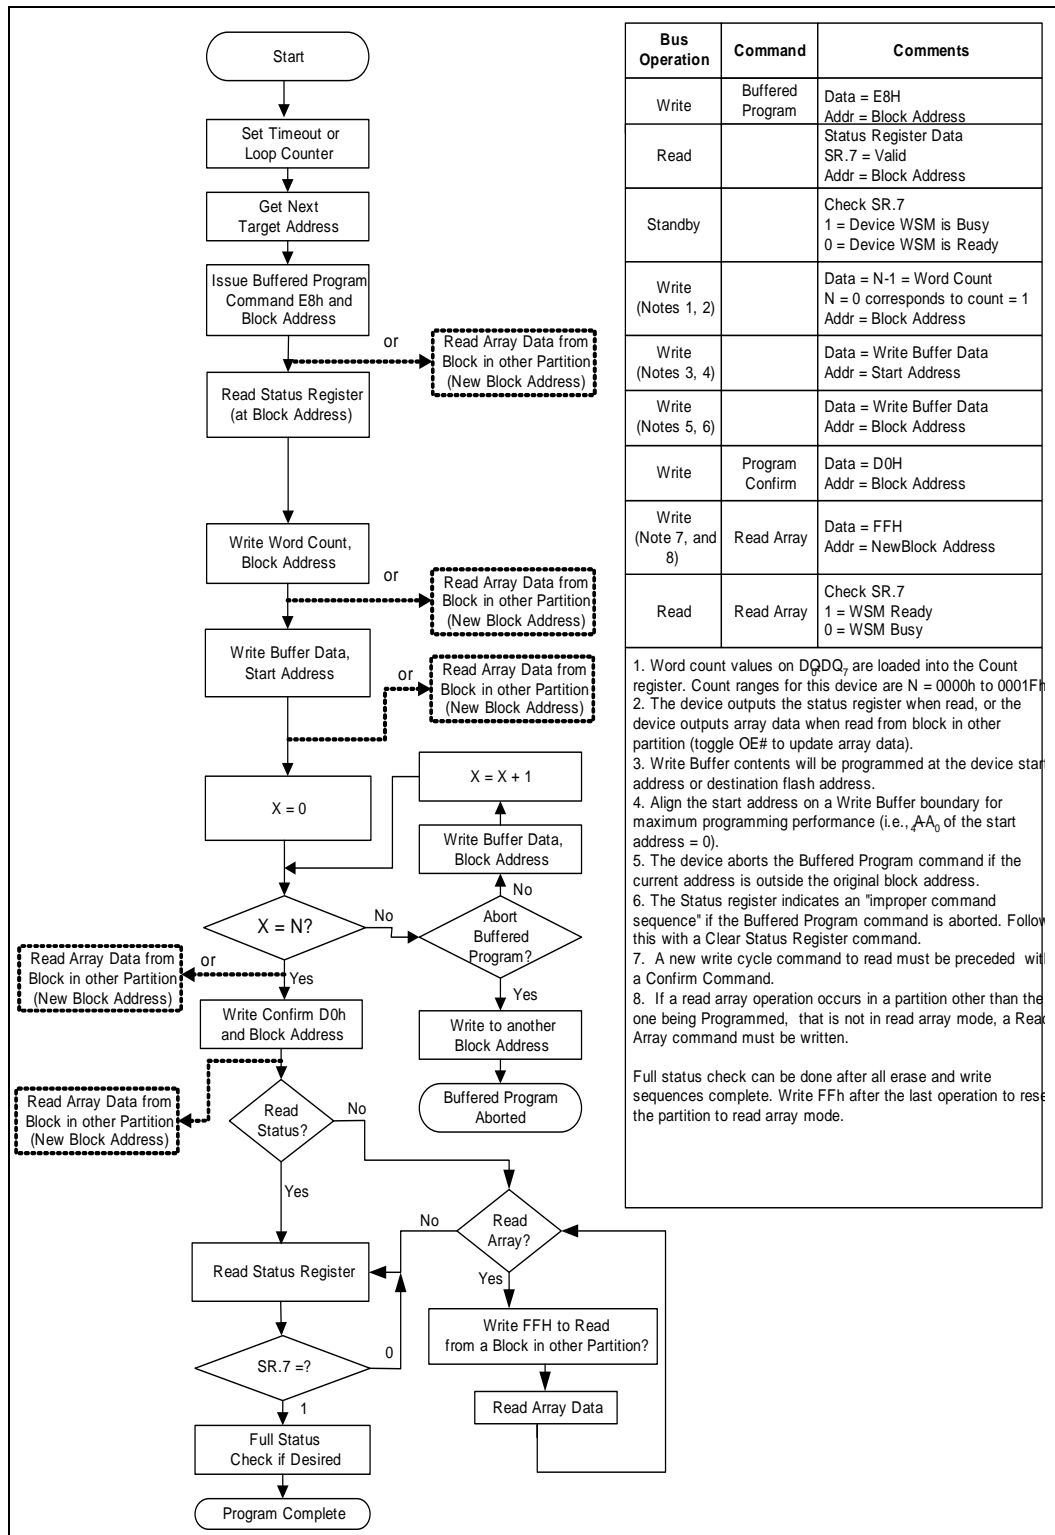 Start
Set Timeout or
Loop Counter
Get Next
Target Address
Issue Buffered Program
Command E8h and
Block Address
or
Read Array Data from
Block in other Partition
(New Block Address)
Read Status Register
(at Block Address)
Write Word Count,
Block Address
or
Read Array Data from
Block in other Partition
(New Block Address)
Write Buffer Data,
Start Address
or
Read Array Data from
Block in other Partition
(New Block Address)
X = 0
X = X + 1
Write Buffer Data,
Block Address
No
X = N?
No
Abort
Buffered
Program?
Read Array Data from
Block in other Partition
(New Block Address)
or
Yes
Yes
Write Confirm D0h
and Block Address
Write to another
Block Address
Buffered Program
Aborted
Read Array Data from
Block in other Partition
(New Block Address)
Read
Status?
No
Yes
Read
Array?
No
Yes
Read Status Register
Write FFH to Read
from a Block in other Partition?
SR.7 =?
0
1
Read Array Data
Full Status
Check if Desired
Program Complete
Bus
Operation
Command
Comments
Write
Buffered
Program
Data = E8H
Addr = Block Address
Read
Status Register Data
SR.7 = Valid
Addr = Block Address
Standby
Check SR.7
1 = Device WSM is Busy
0 = Device WSM is Ready
Write
(Notes 1, 2)
Data = N-1 = Word Count
N = 0 corresponds to count = 1
Addr = Block Address
Write
(Notes 3, 4)
Data = Write Buffer Data
Addr = Start Address
Write
(Notes 5, 6)
Data = Write Buffer Data
Addr = Block Address
Write
Program
Confirm
Data = D0H
Addr = Block Address
Write
(Note 7, and
8)
Read Array
Data = FFH
Addr = NewBlock Address
Read
Read Array
Check SR.7
1 = WSM Ready
0 = WSM Busy
1. Word count values on are loaded into the Count
register. Count ranges for this device are N = 0000h to 0001Fh
2. The device outputs the status register when read, or the
device outputs array data when read from block in other
partition (toggle OE# to update array data).
3. Write Buffer contents will be programmed at the device star
address or destination flash address.
4. Align the start address on a Write Buffer boundary for
maximum programming performance (i.e., of the start
address = 0).
5. The device aborts the Buffered Program command if the
current address is outside the original block address.
6. The Status register indicates an "improper command
sequence" if the Buffered Program command is aborted. Follow
this with a Clear Status Register command.
7. A new write cycle command to read must be preceded wit
a Confirm Command.
8. If a read array operation occurs in a partition other than the
one being Programmed, that is not in read array mode, a Read
Array command must be written.
Full status check can be done after all erase and write
sequences complete. Write FFh after the last operation to rese
the partition to read array mode.